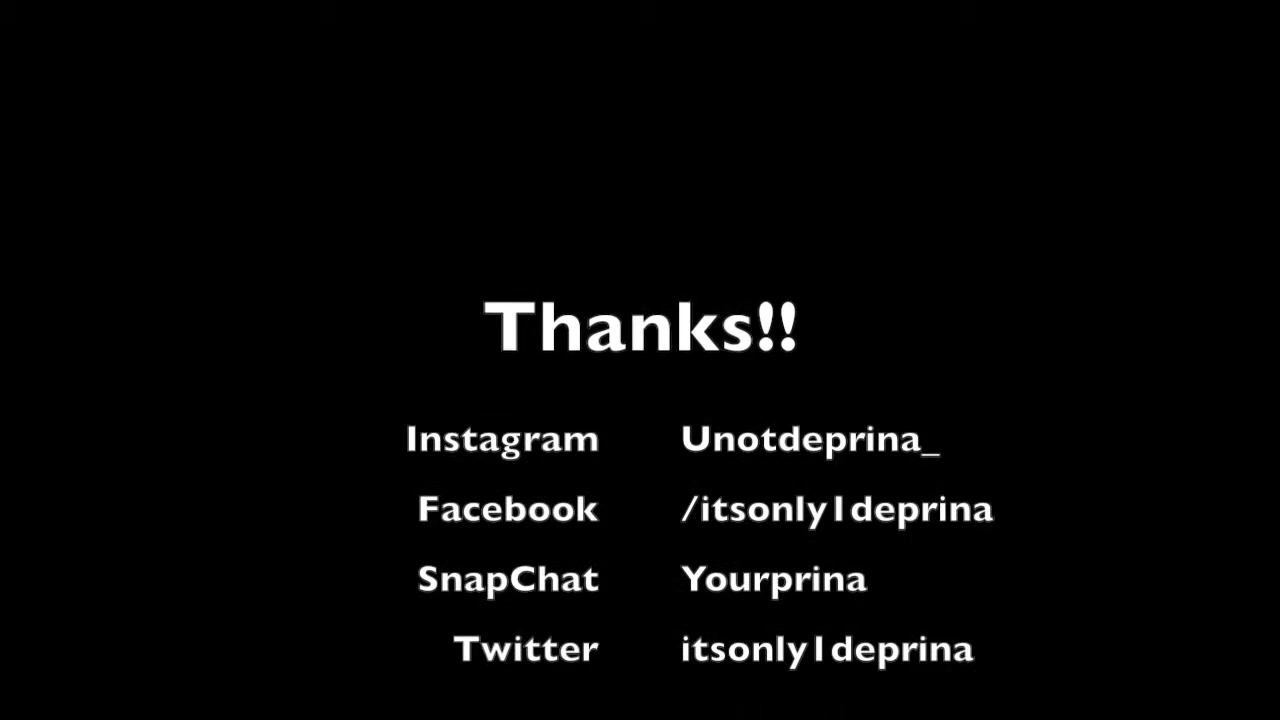 Thanks!!
Instagram Unotdeprina_
Facebook /itsonly1deprina
SnapChat Yourprina
Twitter itsonly1deprina